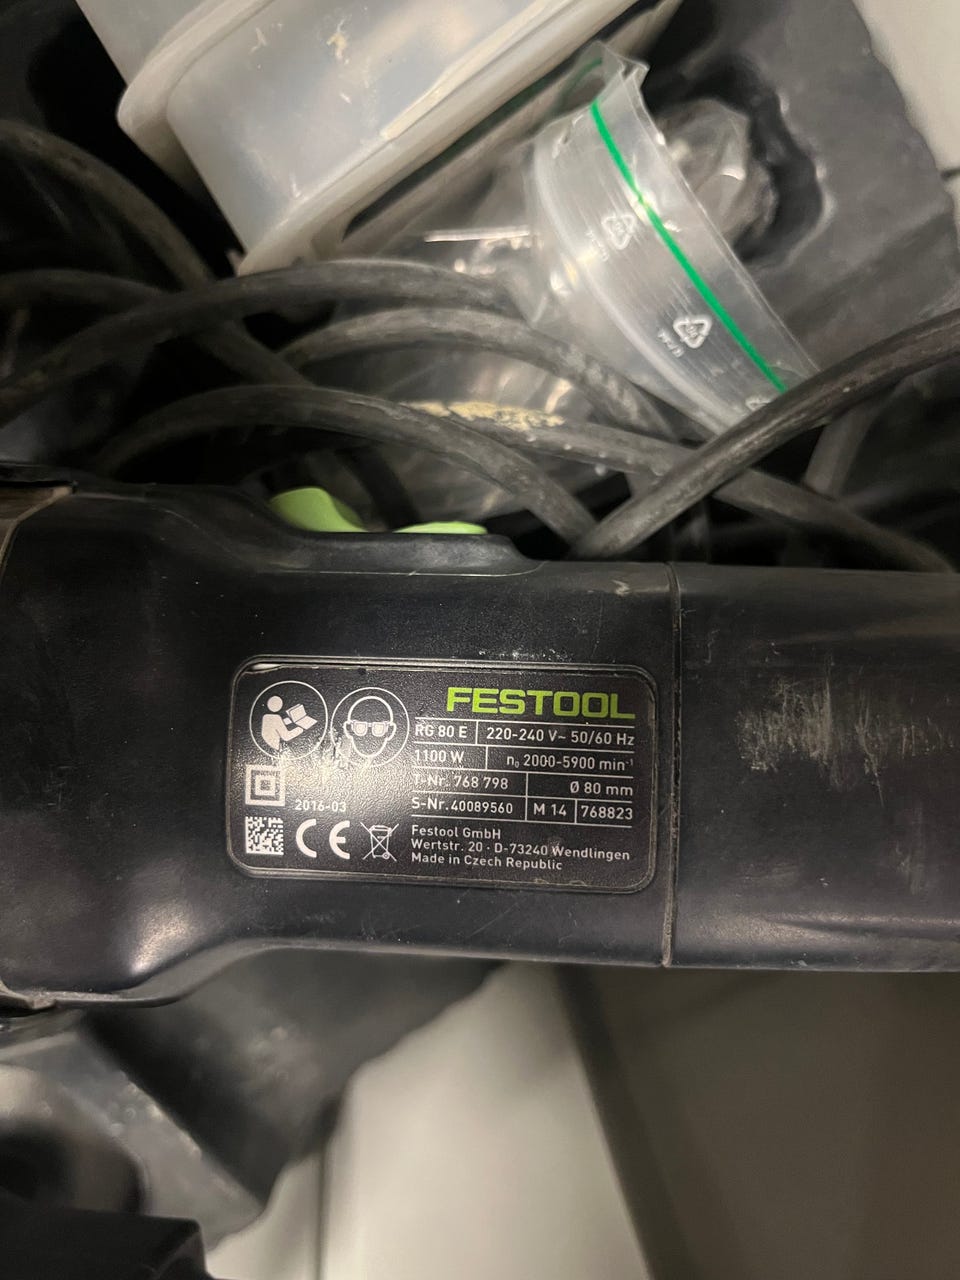 FESTOOL
RG 80 E 220-240 V~ 50/60 Hz
1100 W n₀ 2000-5900 min⁻¹
T-Nr. 768 798 Ø 80 mm
S-Nr. 40089560 M 14 768823
2016-03
CE
Festool GmbH
Wertstr. 20 · D-73240 Wendlingen
Made in Czech Republic